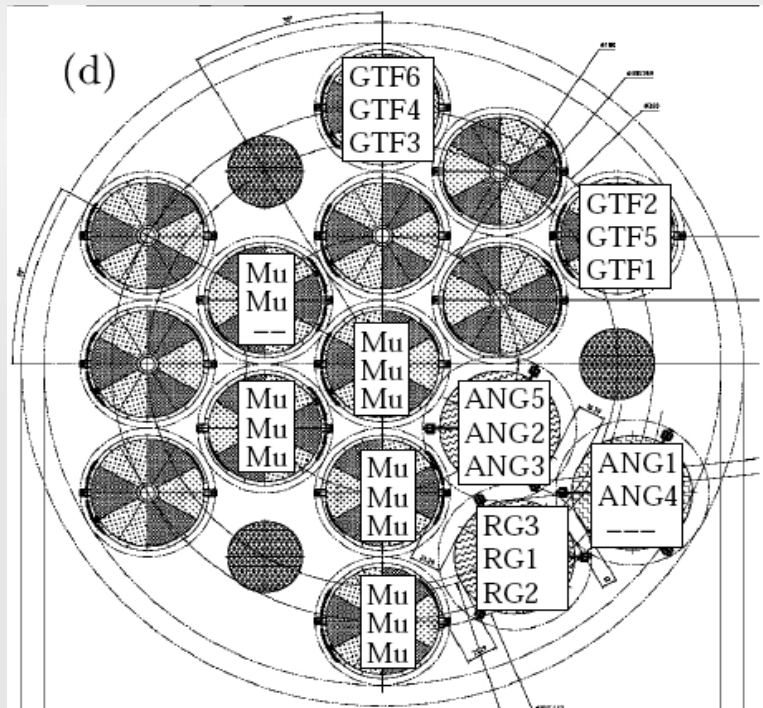 (d)
GTF6
GTF4
GTF3
GTF2
GTF5
GTF1
Mu
Mu
--
Mu
Mu
Mu
Mu
Mu
Mu
ANG5
ANG2
ANG3
ANG1
ANG4
---
Mu
Mu
Mu
RG3
RG1
RG2
Mu
Mu
Mu